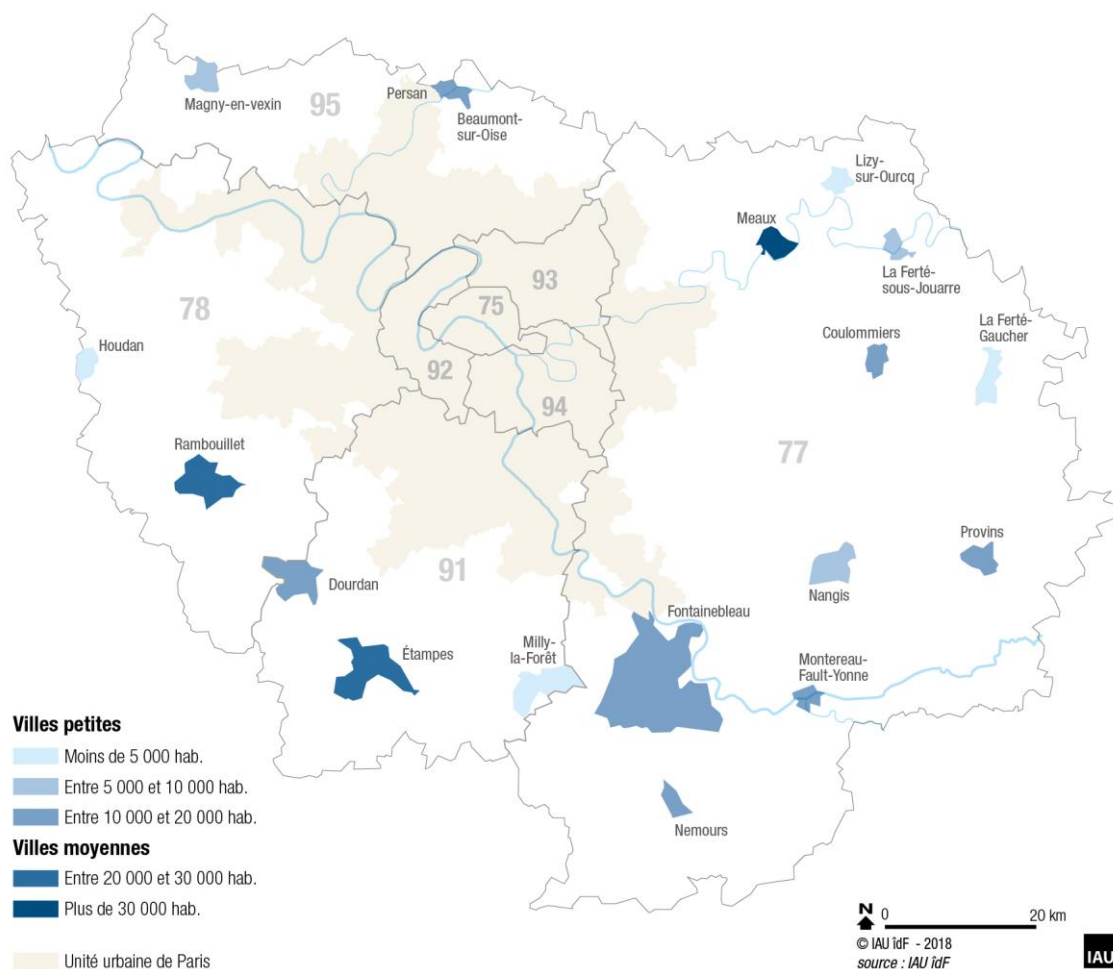 Magny-en-vexin
95
Persan
Beaumont-
sur-Oise
Lizy-
sur-Ourcq
Meaux
La Ferté-
sous-Jouarre
93
75
78
Houdan
92
94
Coulommiers
La Ferté-
Gaucher
Rambouillet
77
Dourdan
91
Nangis
Provins
Étampes
Milly-
la-Forêt
Fontainebleau
Montereau-
Fault-Yonne
Nemours
Villes petites
Moins de 5 000 hab.
Entre 5 000 et 10 000 hab.
Entre 10 000 et 20 000 hab.
Villes moyennes
Entre 20 000 et 30 000 hab.
Plus de 30 000 hab.
Unité urbaine de Paris
N
0 20 km
© IAU îdF - 2018
source : IAU îdF
IAU